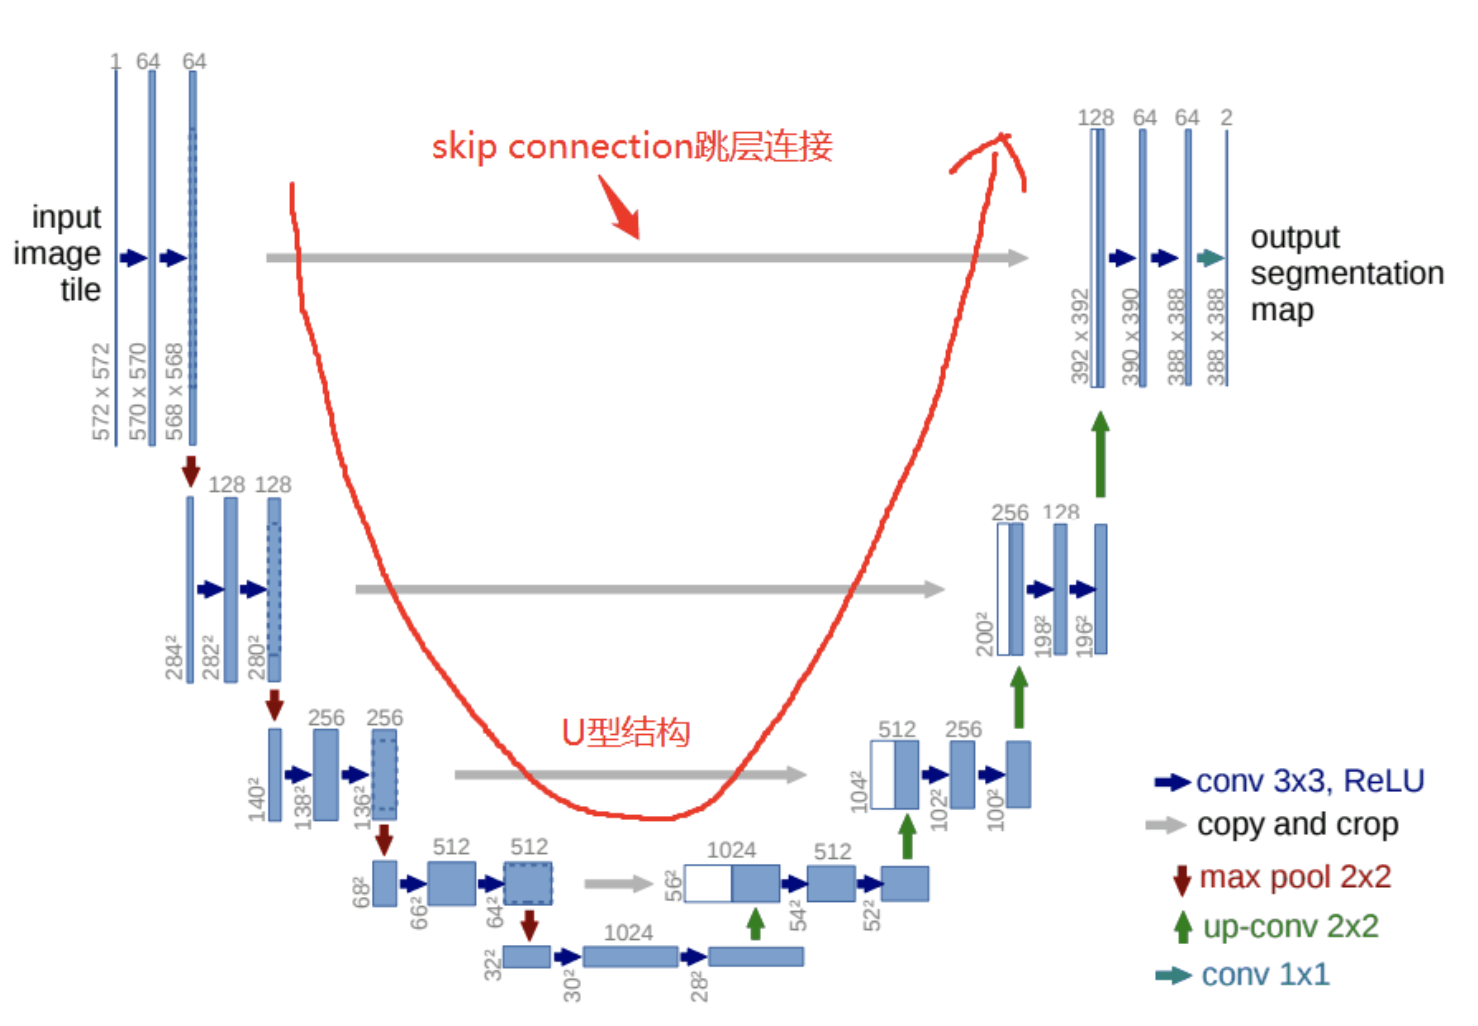 1 64 64
input
image
tile
572 x 572
570 x 570
568 x 568
skip connection跳层连接
128 64 64 2
output
segmentation
map
392 x 392
390 x 390
388 x 388
388 x 388
128 128
284²
282²
280²
256 128
200²
198²
196²
256 256
140²
138²
136²
U型结构
512 256
104²
102²
100²
512 512
68²
66²
64²
1024 512
56²
54²
52²
1024
32²
30²
28²
conv 3x3, ReLU
copy and crop
max pool 2x2
up-conv 2x2
conv 1x1